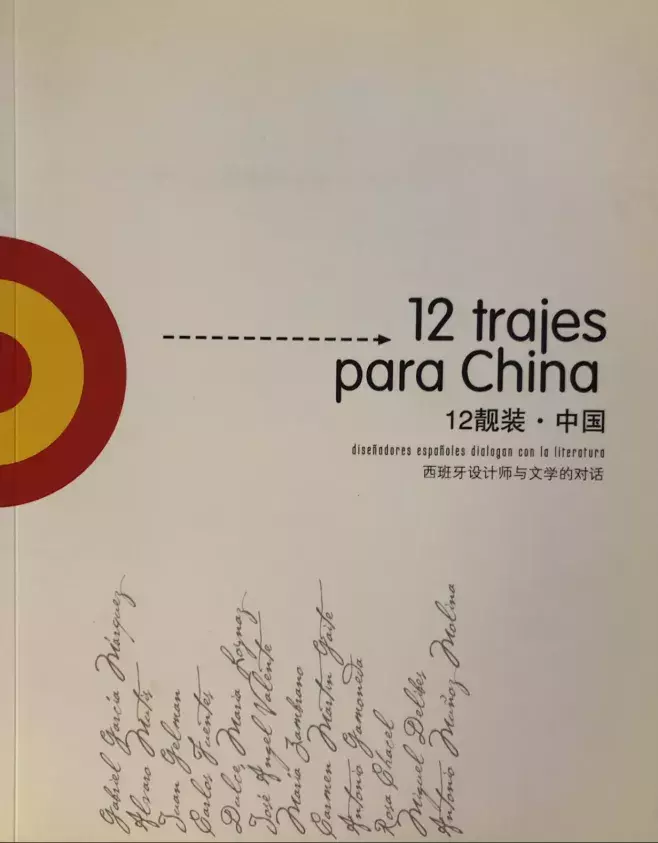 12 trajes
para China
12靓装·中国
diseñadores españoles dialogan con la literatura
西班牙设计师与文学的对话
Gabriel García Márquez
Alvaro Mutis
Juan Gelman
Carlos Fuentes
Dulce María Loynaz
José Angel Valente
María Zambrano
Carmen Martín Gaite
Antonio Gamoneda
Rosa Chacel
Miguel Delibes
Antonio Muñoz Molina